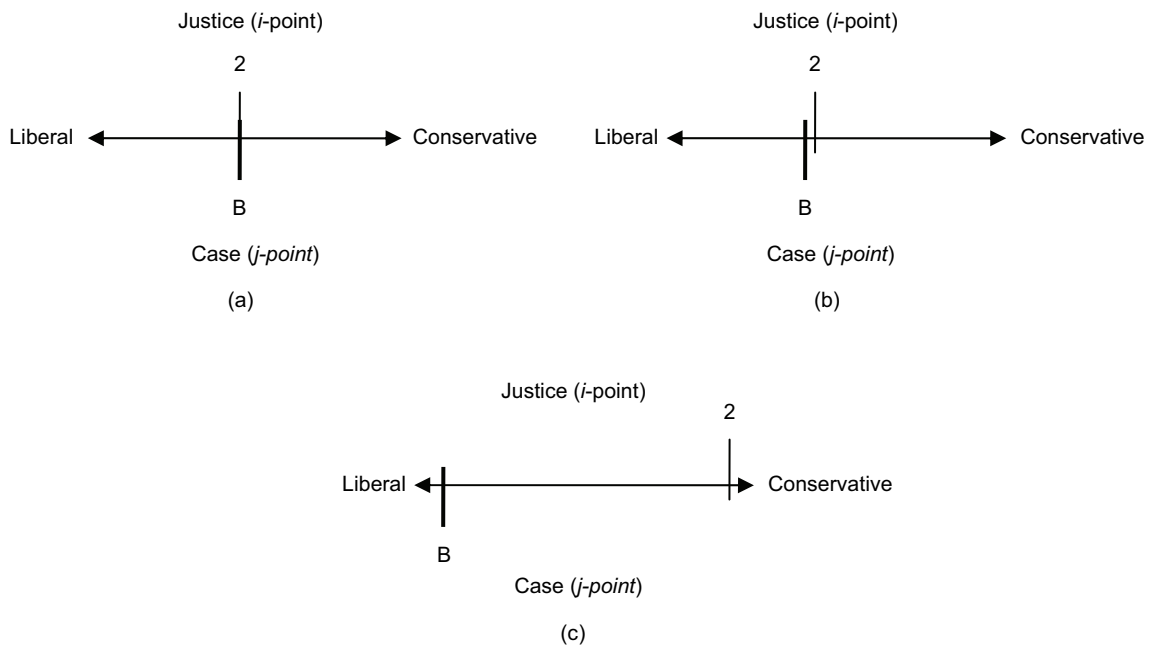 Justice (i-point)
2
Liberal Conservative
B
Case (j-point)
(a)
Justice (i-point)
2
Liberal Conservative
B
Case (j-point)
(b)
Justice (i-point)
2
Liberal Conservative
B
Case (j-point)
(c)